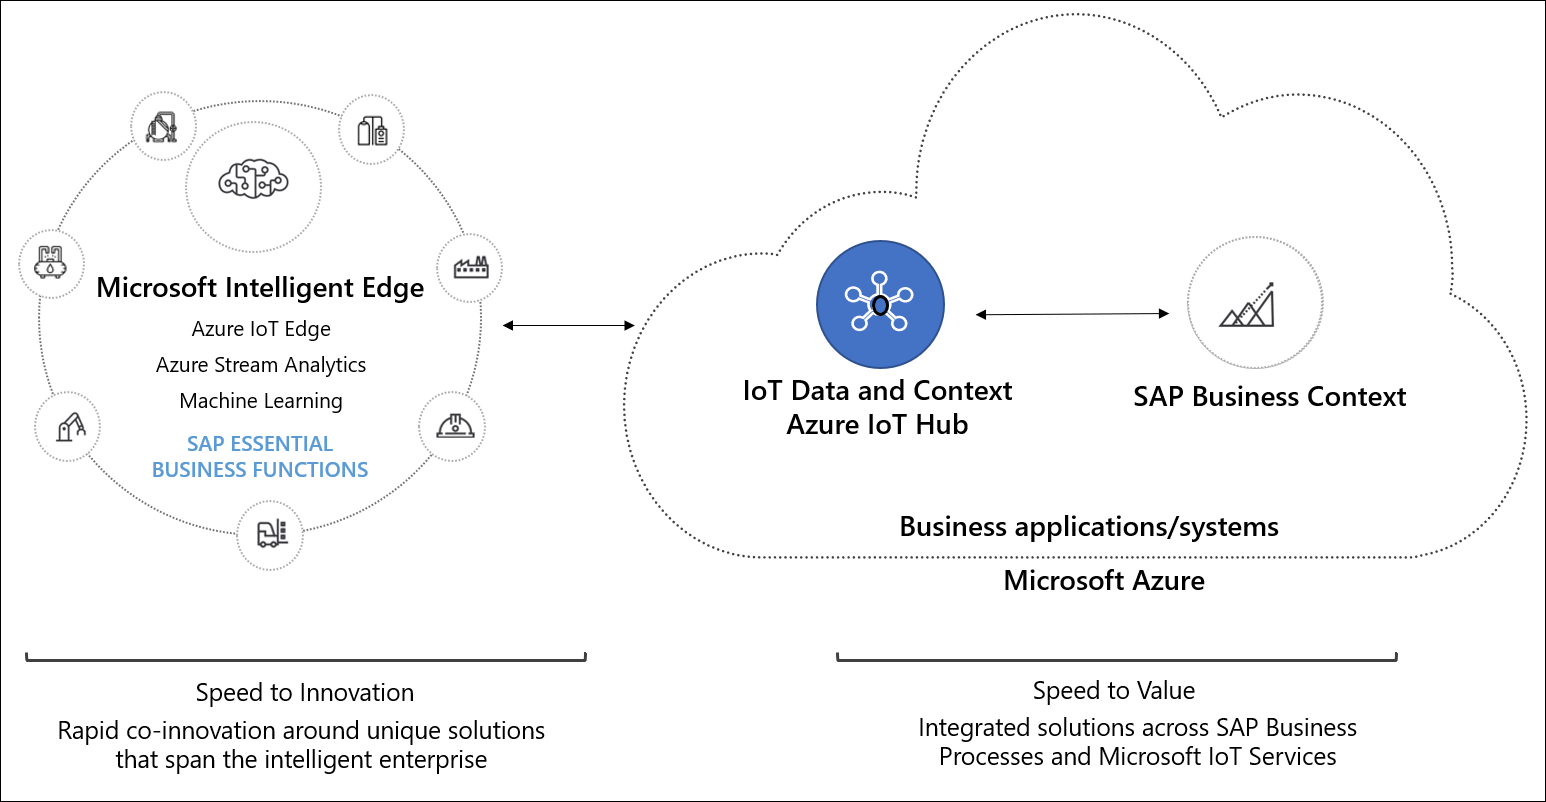 Microsoft Intelligent Edge
Azure IoT Edge
Azure Stream Analytics
Machine Learning
SAP ESSENTIAL
BUSINESS FUNCTIONS
IoT Data and Context
Azure IoT Hub
SAP Business Context
Business applications/systems
Microsoft Azure
Speed to Innovation
Rapid co-innovation around unique solutions
that span the intelligent enterprise
Speed to Value
Integrated solutions across SAP Business
Processes and Microsoft IoT Services